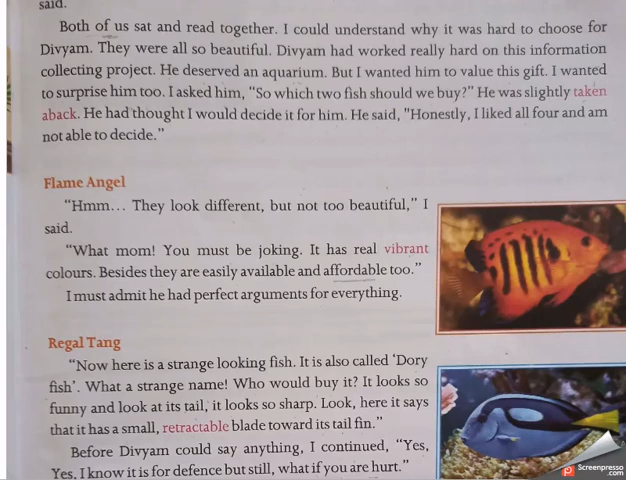 said.
Both of us sat and read together. I could understand why it was hard to choose for
Divyam. They were all so beautiful. Divyam had worked really hard on this information
collecting project. He deserved an aquarium. But I wanted him to value this gift. I wanted
to surprise him too. I asked him, "So which two fish should we buy?" He was slightly taken
aback. He had thought I would decide it for him. He said, "Honestly, I liked all four and am
not able to decide."
Flame Angel
"Hmm... They look different, but not too beautiful," I
said.
"What mom! You must be joking. It has real vibrant
colours. Besides they are easily available and affordable too."
I must admit he had perfect arguments for everything.
Regal Tang
"Now here is a strange looking fish. It is also called 'Dory
fish'. What a strange name! Who would buy it? It looks so
funny and look at its tail, it looks so sharp. Look, here it says
that it has a small, retractable blade toward its tail fin."
Before Divyam could say anything, I continued, "Yes,
Yes, I know it is for defence but still, what if you are hurt."
Screenpresso
.com